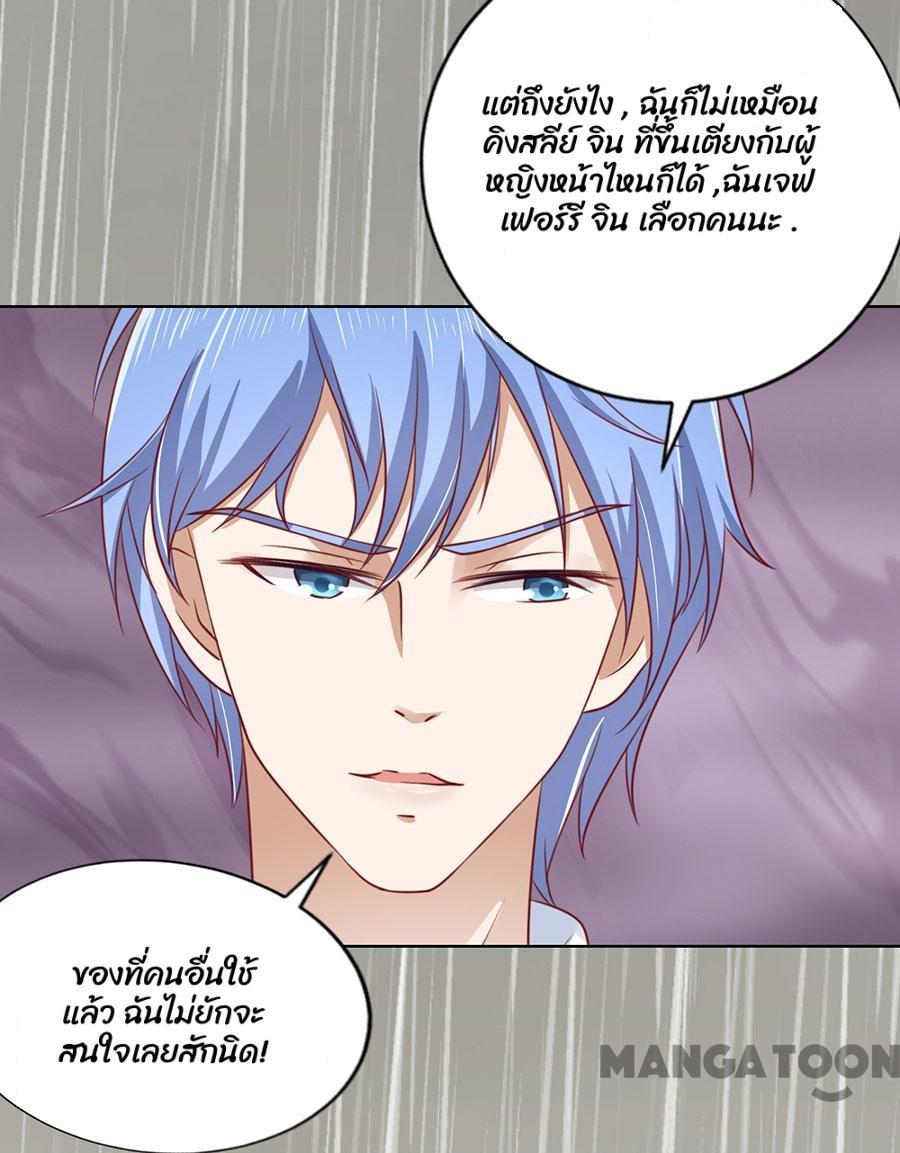 แต่ถึงยังไง , ฉันก็ไม่เหมือน
คิงสลีย์ จิน ที่ขึ้นเตียงกับผู้
หญิงหน้าไหนก็ได้ ,ฉันเจฟ
เฟอร์รี จิน เลือกคนนะ .
ของที่คนอื่นใช้
แล้ว ฉันไม่ยักจะ
สนใจเลยสักนิด!
MANGATOON